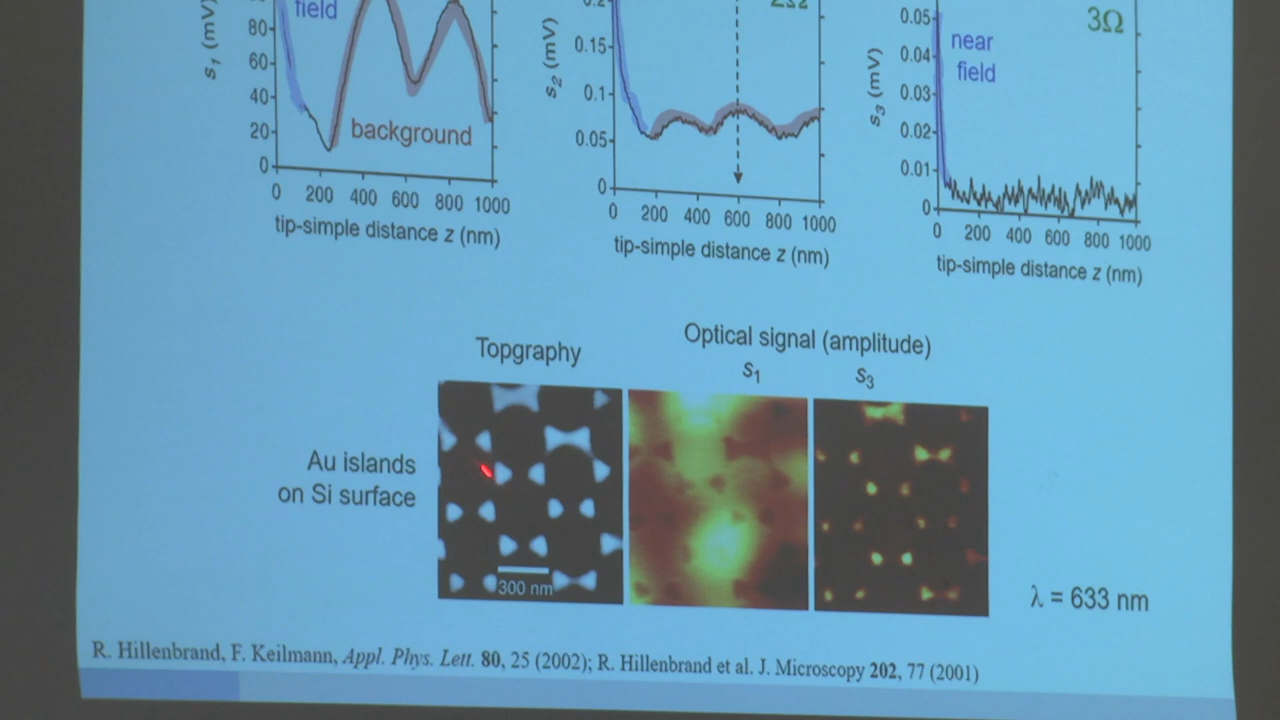 field
s1 (mV)
80
60
40
20
0
background
0 200 400 600 800 1000
tip-simple distance z (nm)
2Ω
s2 (mV)
0.2
0.15
0.1
0.05
0
0 200 400 600 800 1000
tip-simple distance z (nm)
3Ω
s3 (mV)
0.05
0.04
0.03
0.02
0.01
0
near
field
0 200 400 600 800 1000
tip-simple distance z (nm)
Topgraphy
Optical signal (amplitude)
s1 s3
Au islands
on Si surface
300 nm
λ = 633 nm
R. Hillenbrand, F. Keilmann, Appl. Phys. Lett. 80, 25 (2002); R. Hillenbrand et al. J. Microscopy 202, 77 (2001)